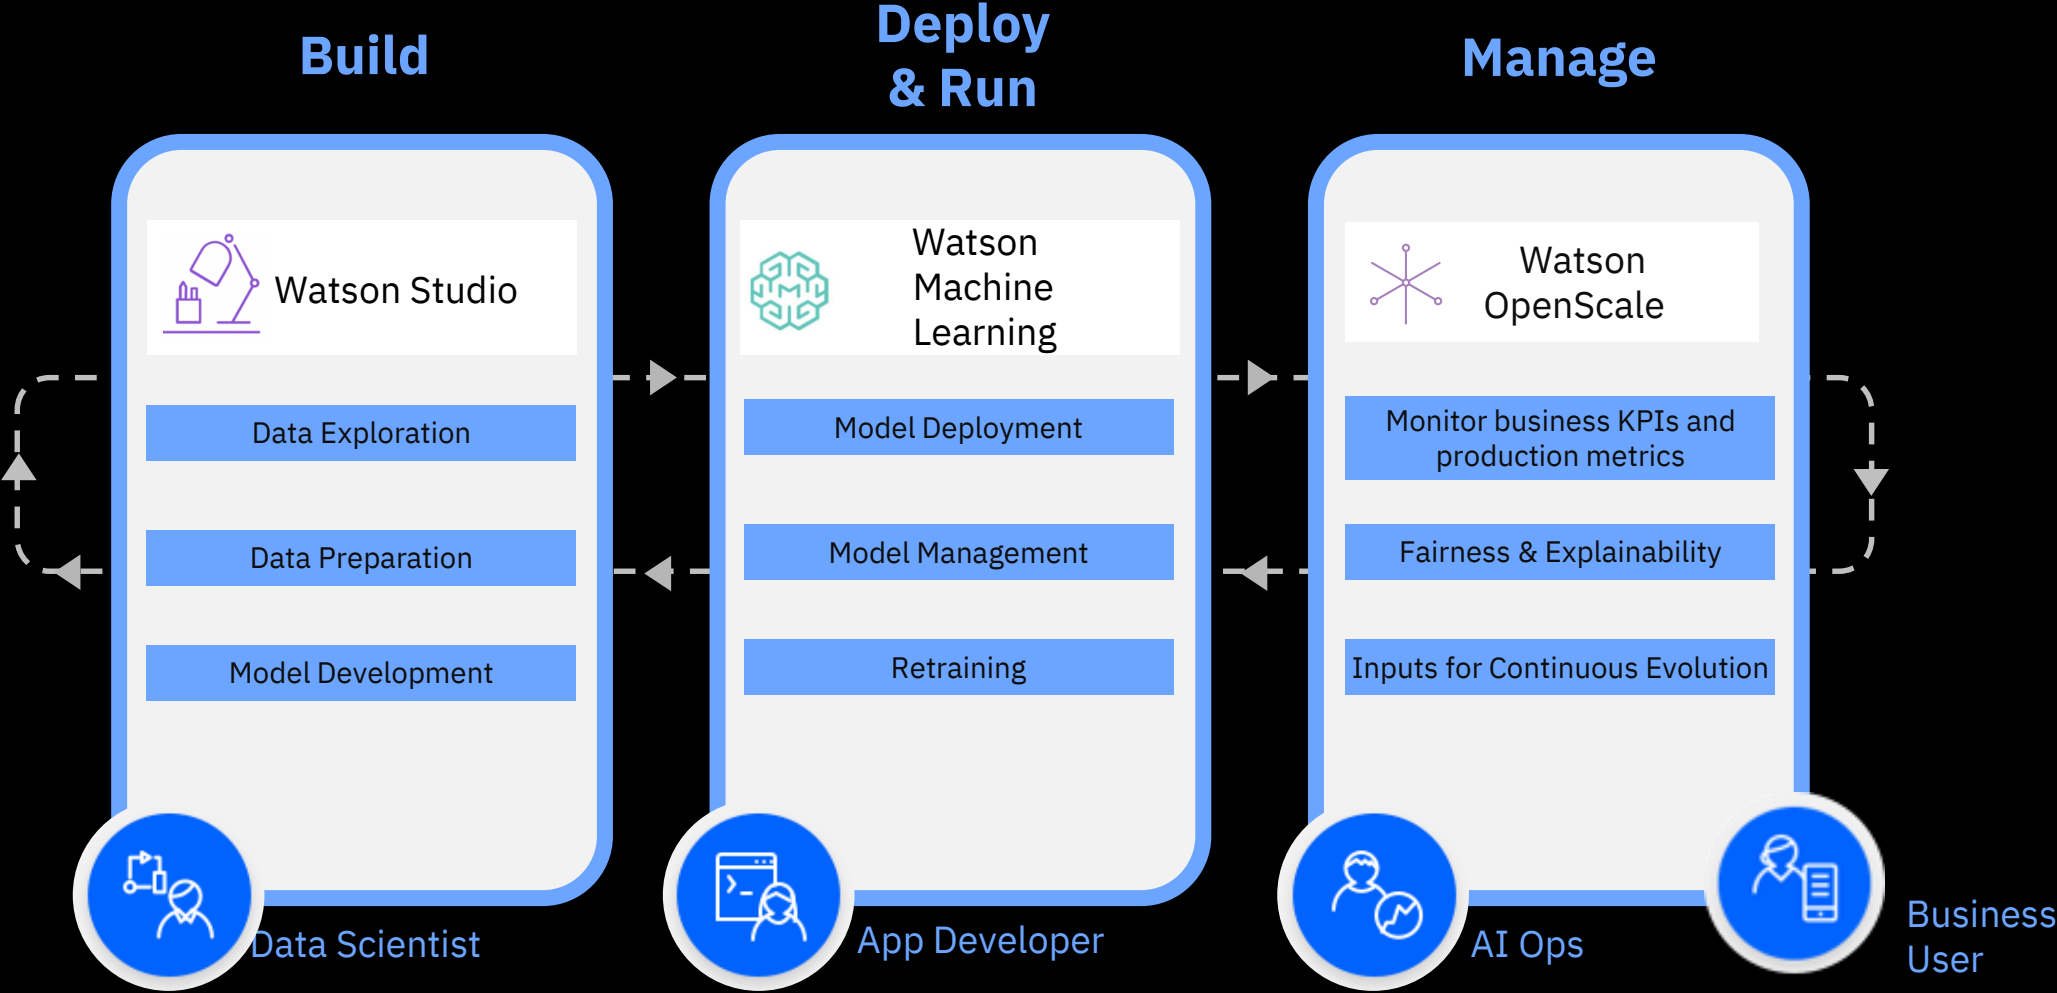 Build
Deploy
& Run
Manage
Watson Studio
Data Exploration
Data Preparation
Model Development
Data Scientist
Watson
Machine
Learning
Model Deployment
Model Management
Retraining
App Developer
Watson
OpenScale
Monitor business KPIs and
production metrics
Fairness & Explainability
Inputs for Continuous Evolution
AI Ops
Business
User